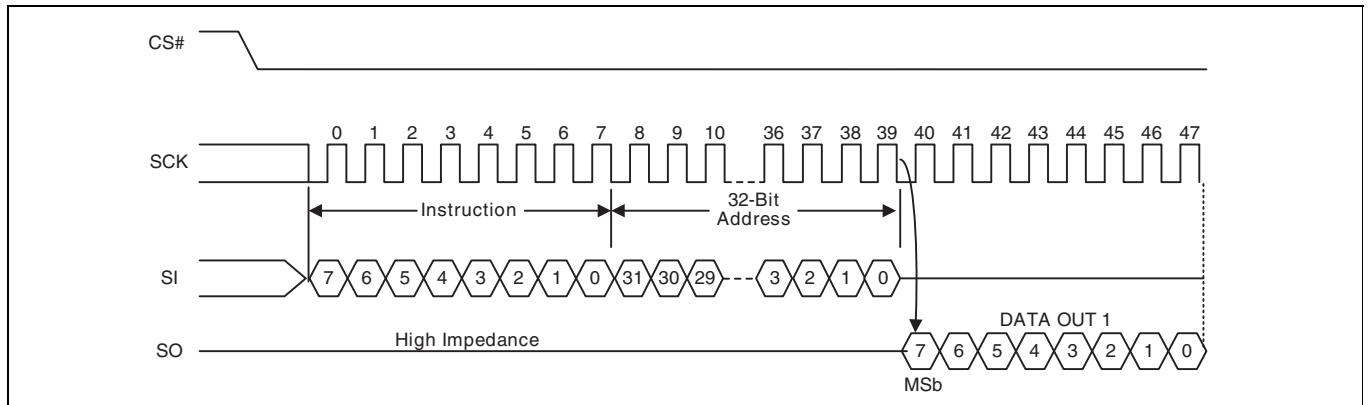 CS#
0 1 2 3 4 5 6 7 8 9 10 36 37 38 39 40 41 42 43 44 45 46 47
SCK
Instruction
32-Bit
Address
SI
7 6 5 4 3 2 1 0 31 30 29 3 2 1 0
DATA OUT 1
High Impedance
SO
7 6 5 4 3 2 1 0
MSb